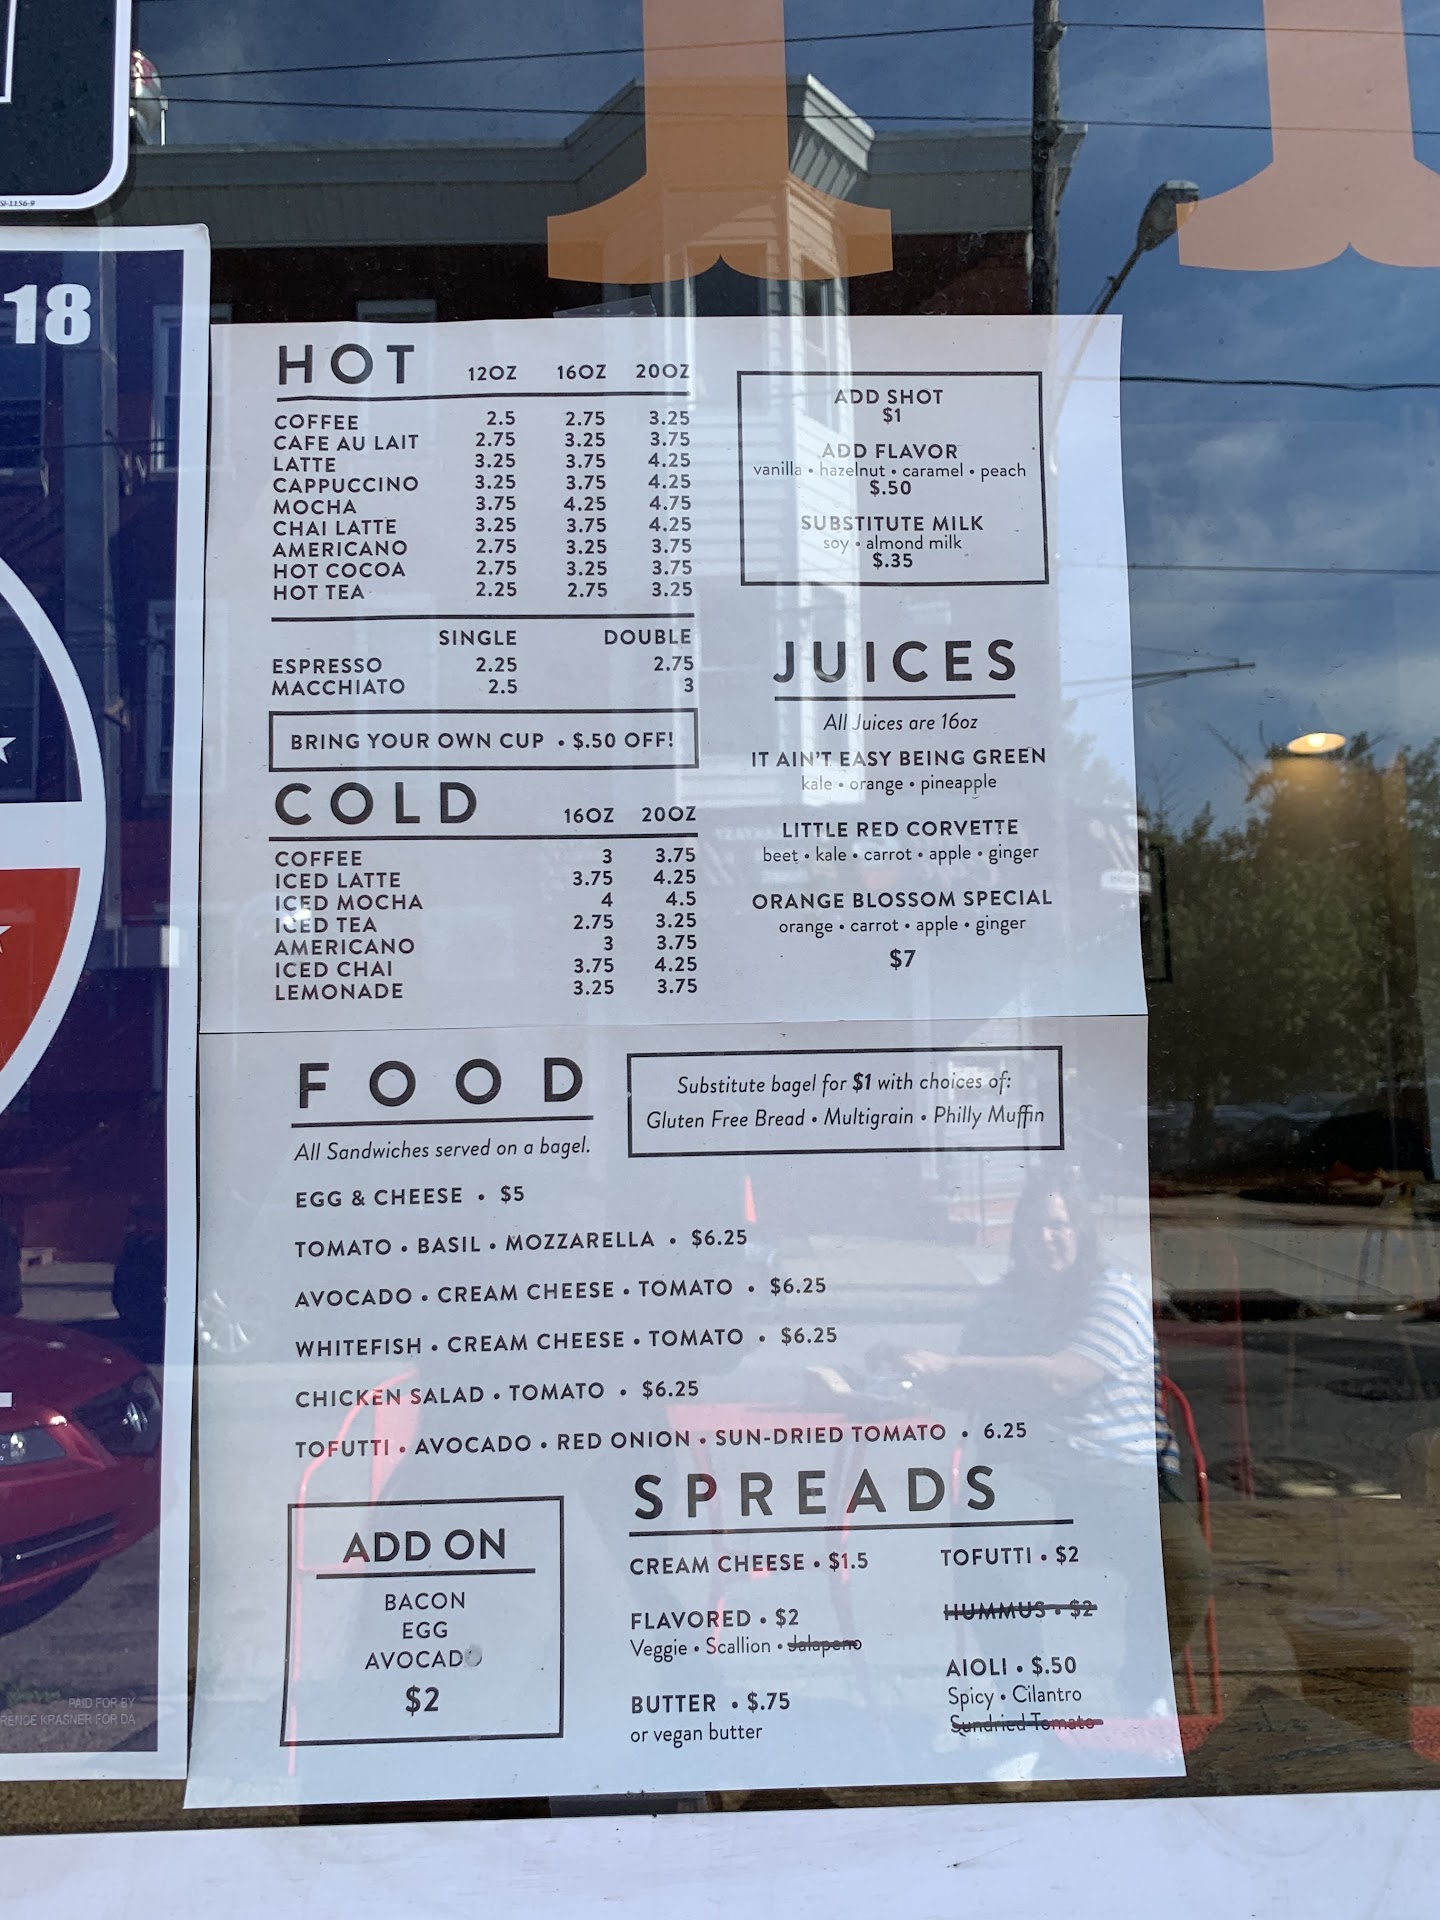 SI-1156-9
18
HOT 12OZ 16OZ 20OZ
COFFEE 2.5 2.75 3.25
CAFE AU LAIT 2.75 3.25 3.75
LATTE 3.25 3.75 4.25
CAPPUCCINO 3.25 3.75 4.25
MOCHA 3.75 4.25 4.75
CHAI LATTE 3.25 3.75 4.25
AMERICANO 2.75 3.25 3.75
HOT COCOA 2.75 3.25 3.75
HOT TEA 2.25 2.75 3.25
SINGLE DOUBLE
ESPRESSO 2.25 2.75
MACCHIATO 2.5 3
BRING YOUR OWN CUP • $.50 OFF!
COLD 16OZ 20OZ
COFFEE 3 3.75
ICED LATTE 3.75 4.25
ICED MOCHA 4 4.5
ICED TEA 2.75 3.25
AMERICANO 3 3.75
ICED CHAI 3.75 4.25
LEMONADE 3.25 3.75
ADD SHOT
$1
ADD FLAVOR
vanilla • hazelnut • caramel • peach
$.50
SUBSTITUTE MILK
soy • almond milk
$.35
JUICES
All Juices are 16oz
IT AIN'T EASY BEING GREEN
kale • orange • pineapple
LITTLE RED CORVETTE
beet • kale • carrot • apple • ginger
ORANGE BLOSSOM SPECIAL
orange • carrot • apple • ginger
$7
FOOD
All Sandwiches served on a bagel.
Substitute bagel for $1 with choices of:
Gluten Free Bread • Multigrain • Philly Muffin
EGG & CHEESE • $5
TOMATO • BASIL • MOZZARELLA • $6.25
AVOCADO • CREAM CHEESE • TOMATO • $6.25
WHITEFISH • CREAM CHEESE • TOMATO • $6.25
CHICKEN SALAD • TOMATO • $6.25
TOFUTTI • AVOCADO • RED ONION • SUN-DRIED TOMATO • 6.25
ADD ON
BACON
EGG
AVOCADO
$2
SPREADS
CREAM CHEESE • $1.5
FLAVORED • $2
Veggie • Scallion • Jalapeno
BUTTER • $.75
or vegan butter
TOFUTTI • $2
HUMMUS • $2
AIOLI • $.50
Spicy • Cilantro
Sundried Tomato
PAID FOR BY
RENCE KRASNER FOR DA